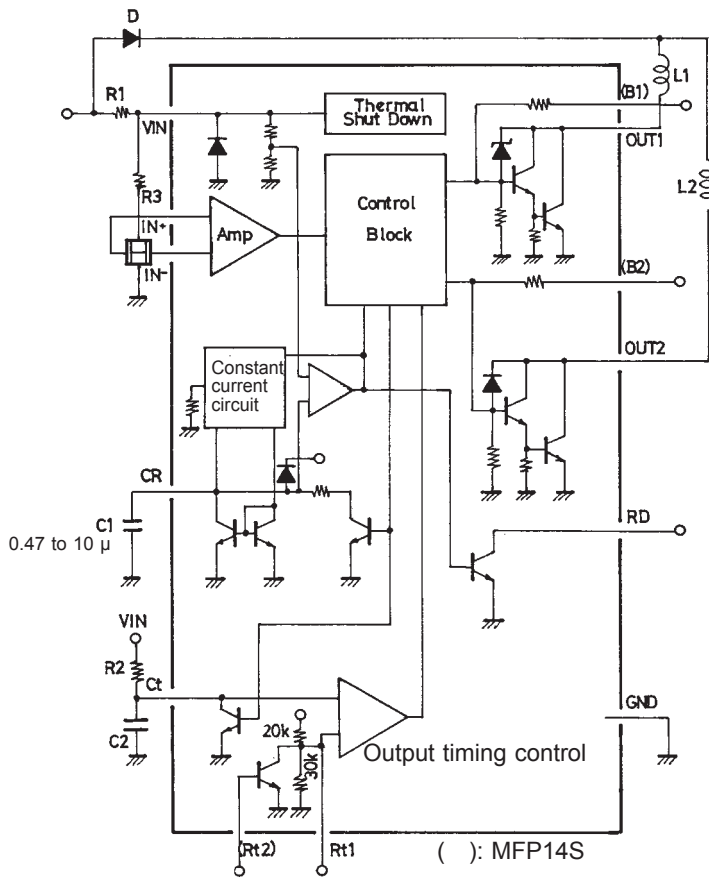 D
R1
VIN
Thermal
Shut Down
(B1)
L1
OUT1
L2
R3
IN+
Amp
IN-
Control
Block
(B2)
OUT2
Constant
current
circuit
CR
C1
0.47 to 10 μ
RD
VIN
R2
Ct
C2
20k
30k
Output timing control
GND
(Rt2)
Rt1
( ): MFP14S